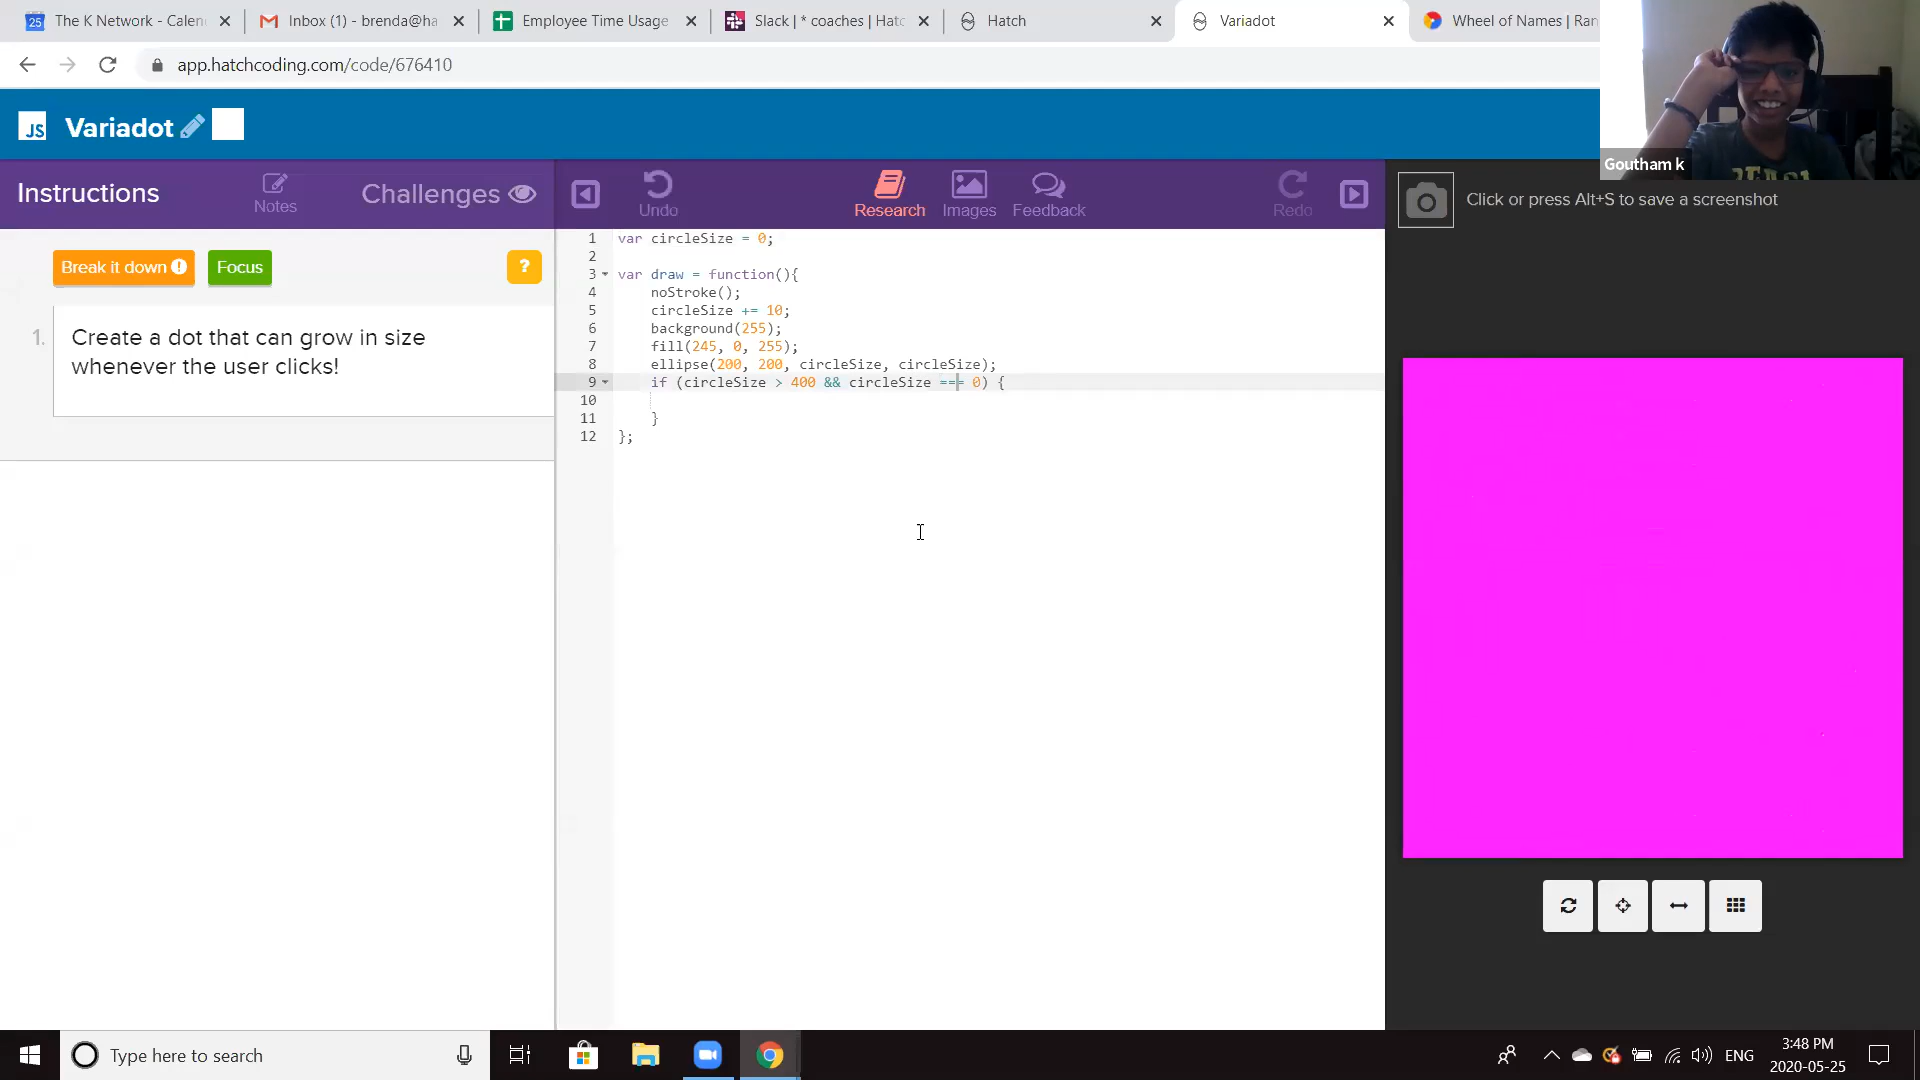 The K Network - Calen
Inbox (1) - brenda@ha
Employee Time Usage
Slack | * coaches | Hatc
Hatch
Variadot
Wheel of Names | Ran
app.hatchcoding.com/code/676410
JS
Variadot
Goutham k
Instructions
Notes
Challenges
Undo
Research
Images
Feedback
Redo
Click or press Alt+S to save a screenshot
Break it down
Focus
?
1. Create a dot that can grow in size
whenever the user clicks!
1 var circleSize = 0;
2
3 var draw = function(){
4 noStroke();
5 circleSize += 10;
6 background(255);
7 fill(245, 0, 255);
8 ellipse(200, 200, circleSize, circleSize);
9 if (circleSize > 400 && circleSize === 0) {
10
11 }
12 };
Type here to search
ENG
3:48 PM
2020-05-25